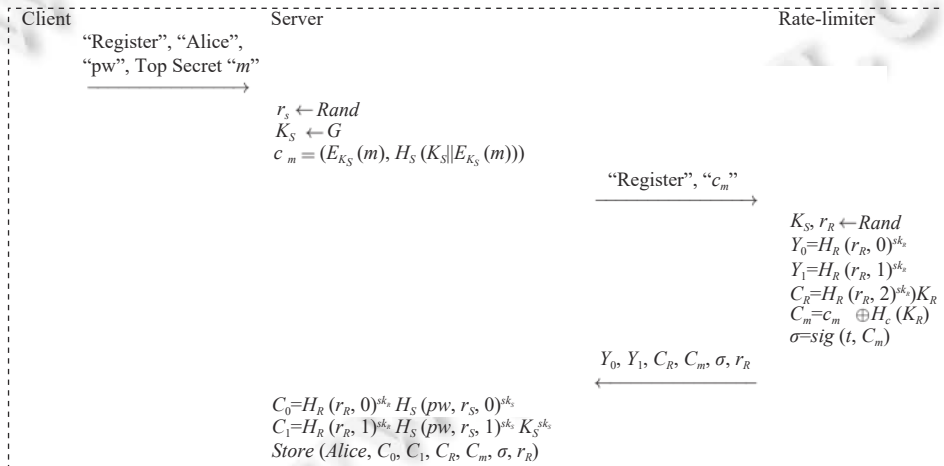 Client Server Rate-limiter
“Register”, “Alice”,
“pw”, Top Secret “m”
r_s ← Rand
K_S ← G
c_m = (E_{K_S}(m), H_S(K_S||E_{K_S}(m)))
“Register”, “c_m”
K_S, r_R ← Rand
Y_0=H_R(r_R, 0)^{sk_R}
Y_1=H_R(r_R, 1)^{sk_R}
C_R=H_R(r_R, 2)^{sk_R})K_R
C_m=c_m ⊕H_c(K_R)
σ=sig(t, C_m)
Y_0, Y_1, C_R, C_m, σ, r_R
C_0=H_R(r_R, 0)^{sk_R} H_S(pw, r_S, 0)^{sk_s}
C_1=H_R(r_R, 1)^{sk_R} H_S(pw, r_S, 1)^{sk_s} K_S^{sk_s}
Store (Alice, C_0, C_1, C_R, C_m, σ, r_R)